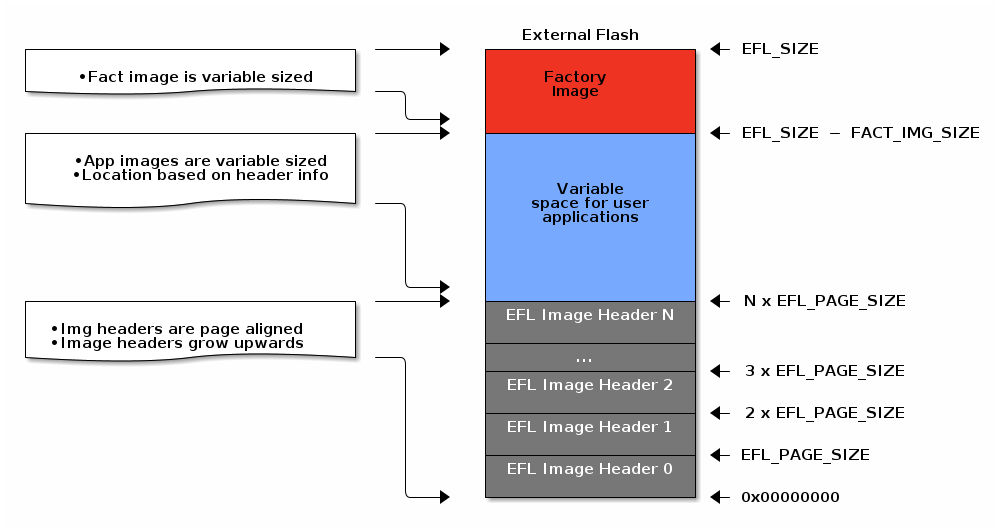 External Flash
EFL_SIZE
•Fact image is variable sized
Factory
Image
EFL_SIZE − FACT_IMG_SIZE
•App images are variable sized
•Location based on header info
Variable
space for user
applications
N x EFL_PAGE_SIZE
EFL Image Header N
•Img headers are page aligned
•Image headers grow upwards
...
3 x EFL_PAGE_SIZE
EFL Image Header 2
2 x EFL_PAGE_SIZE
EFL Image Header 1
EFL_PAGE_SIZE
EFL Image Header 0
0x00000000